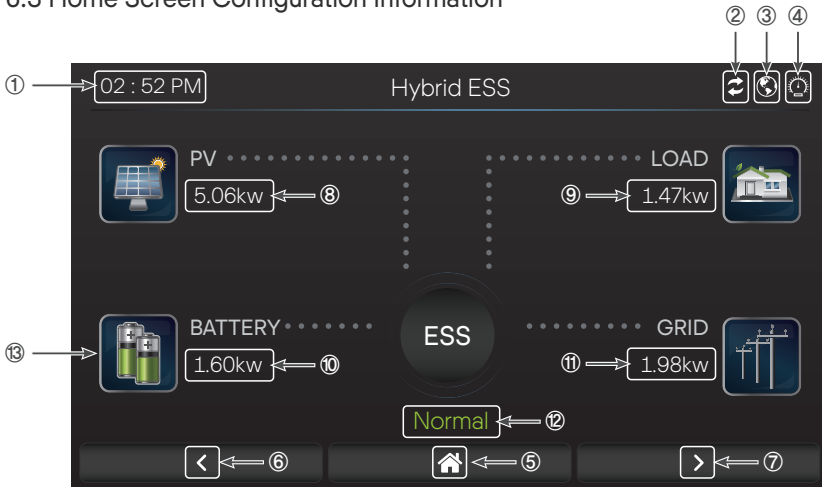 6.3 Home Screen Configuration Information
② ③ ④
① 02 : 52 PM Hybrid ESS
PV LOAD
5.06kw ⑧ ⑨ 1.47kw
BATTERY ESS GRID
⑬ 1.60kw ⑩ ⑪ 1.98kw
Normal ⑫
⑥ ⑤ ⑦